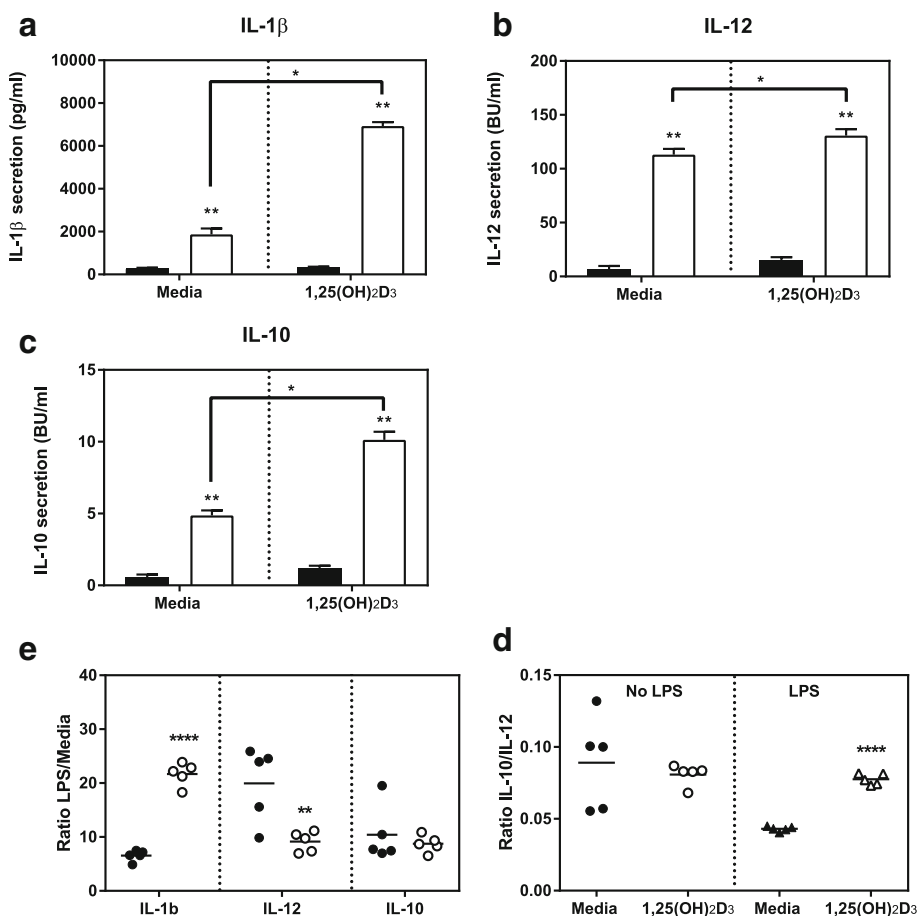 a
IL-1β
IL-1β secretion (pg/ml)
10000
8000
6000
4000
2000
0
*
**
**
Media
1,25(OH)2D3
b
IL-12
IL-12 secretion (BU/ml)
200
150
100
50
0
*
**
**
Media
1,25(OH)2D3
c
IL-10
IL-10 secretion (BU/ml
15
10
5
0
*
**
**
Media
1,25(OH)2D3
e
Ratio LPS/Media
40
30
20
10
0
****
**
IL-1b
IL-12
IL-10
d
Ratio IL-10/IL-12
0.15
0.10
0.05
0.00
No LPS
LPS
****
Media
1,25(OH)2D3
Media
1,25(OH)2D3